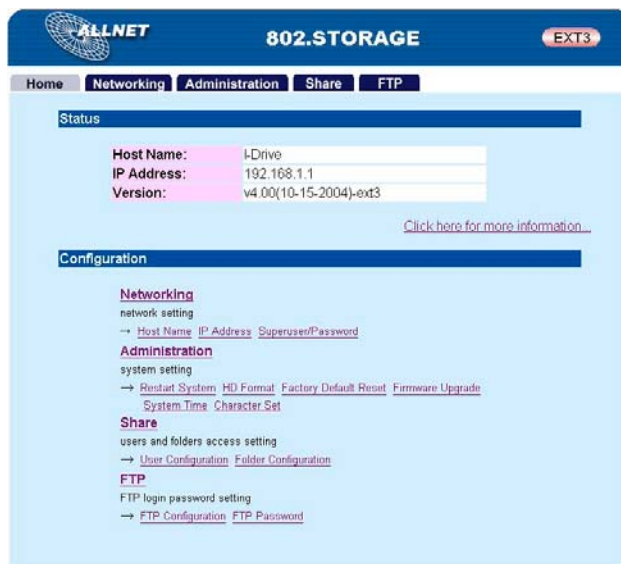 ALLNET
802.STORAGE
EXT3
Home Networking Administration Share FTP
Status
Host Name: I-Drive
IP Address: 192.168.1.1
Version: v4.00(10-15-2004)-ext3
Click here for more information...
Configuration
Networking
network setting
→ Host Name IP Address Superuser/Password
Administration
system setting
→ Restart System HD Format Factory Default Reset Firmware Upgrade
System Time Character Set
Share
users and folders access setting
→ User Configuration Folder Configuration
FTP
FTP login password setting
→ FTP Configuration FTP Password